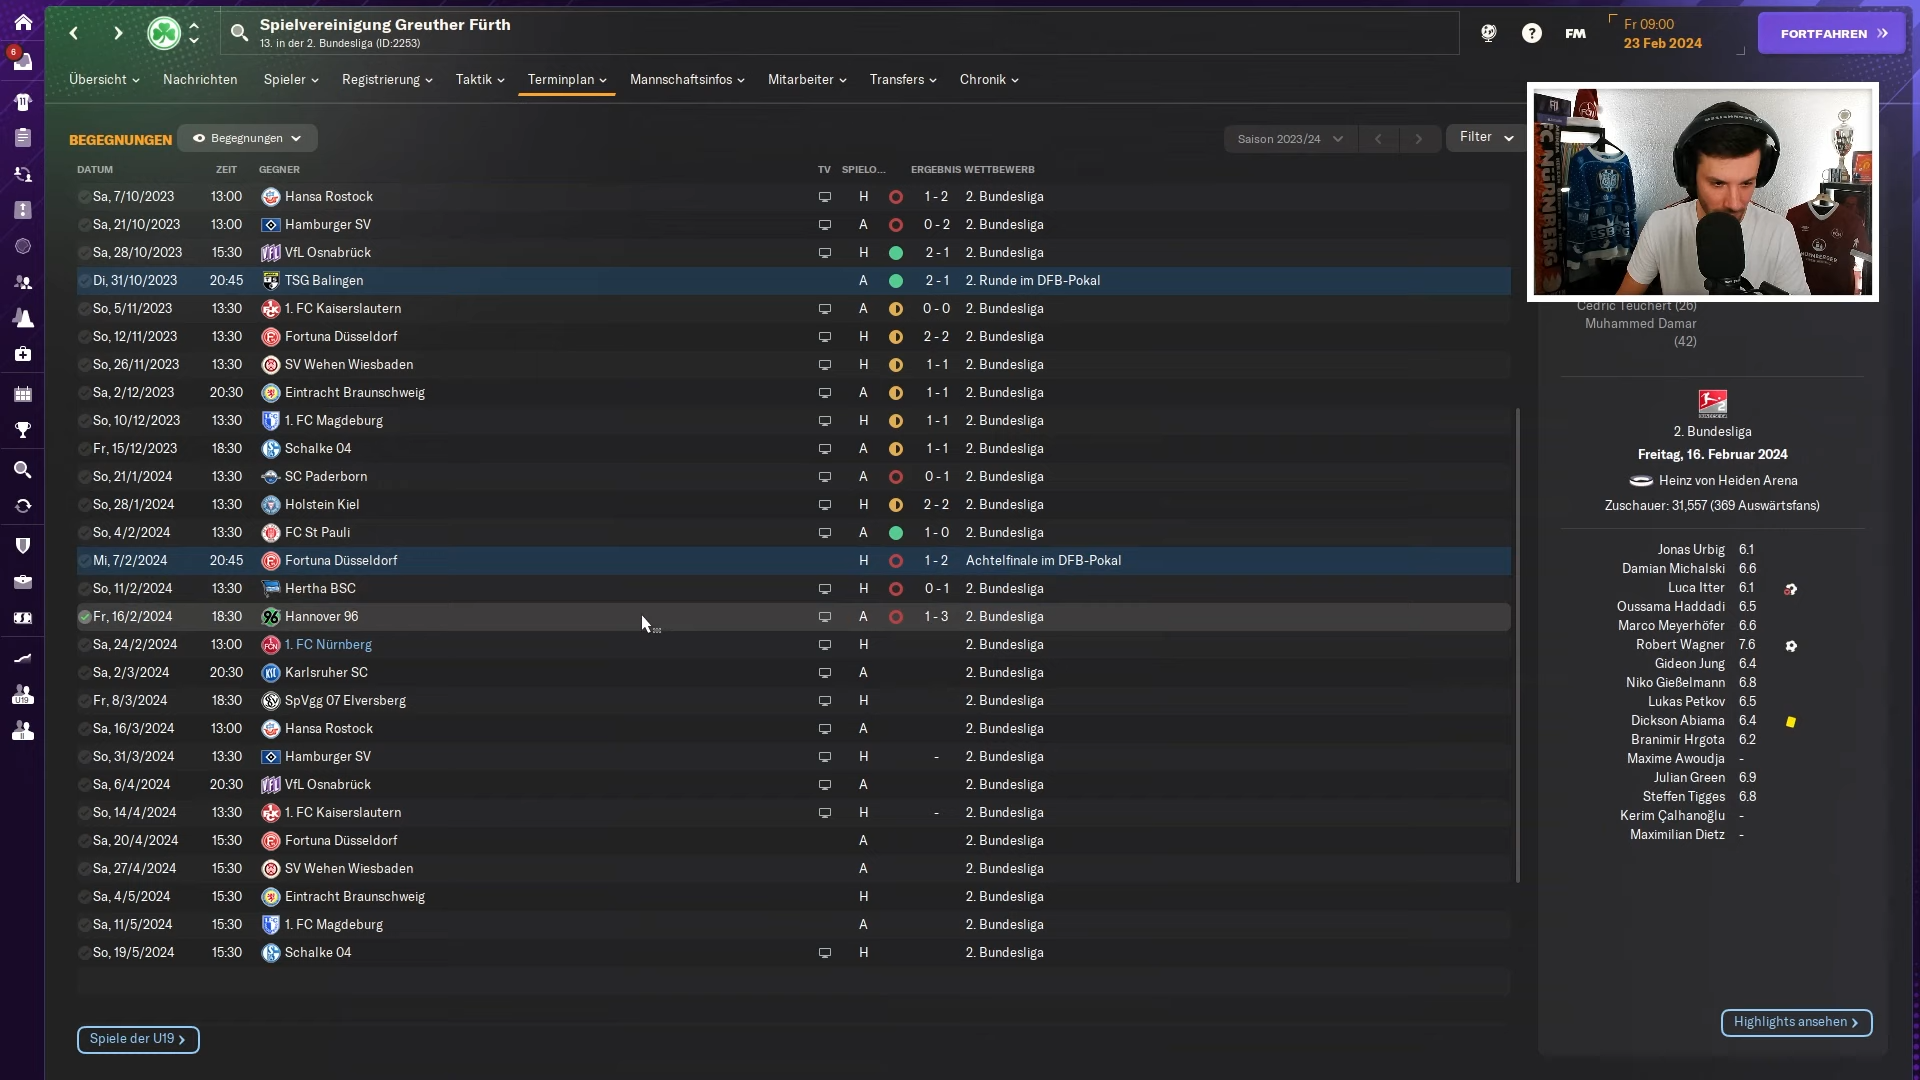 Spielvereinigung Greuther Fürth
13. in der 2. Bundesliga (ID:2253)
FM
Fr 09:00
23 Feb 2024
FORTFAHREN
6
Übersicht
Nachrichten
Spieler
Registrierung
Taktik
Terminplan
Mannschaftsinfos
Mitarbeiter
Transfers
Chronik
BEGEGNUNGEN
Begegnungen
Saison 2023/24
Filter
DATUM ZEIT GEGNER TV SPIELO... ERGEBNIS WETTBEWERB
Sa, 7/10/2023 13:00 Hansa Rostock H 1 - 2 2. Bundesliga
Sa, 21/10/2023 13:00 Hamburger SV A 0 - 2 2. Bundesliga
Sa, 28/10/2023 15:30 VfL Osnabrück H 2 - 1 2. Bundesliga
Di, 31/10/2023 20:45 TSG Balingen A 2 - 1 2. Runde im DFB-Pokal
So, 5/11/2023 13:30 1. FC Kaiserslautern A 0 - 0 2. Bundesliga
So, 12/11/2023 13:30 Fortuna Düsseldorf H 2 - 2 2. Bundesliga
So, 26/11/2023 13:30 SV Wehen Wiesbaden H 1 - 1 2. Bundesliga
Sa, 2/12/2023 20:30 Eintracht Braunschweig A 1 - 1 2. Bundesliga
So, 10/12/2023 13:30 1. FC Magdeburg H 1 - 1 2. Bundesliga
Fr, 15/12/2023 18:30 Schalke 04 A 1 - 1 2. Bundesliga
So, 21/1/2024 13:30 SC Paderborn A 0 - 1 2. Bundesliga
So, 28/1/2024 13:30 Holstein Kiel H 2 - 2 2. Bundesliga
So, 4/2/2024 13:30 FC St Pauli A 1 - 0 2. Bundesliga
Mi, 7/2/2024 20:45 Fortuna Düsseldorf H 1 - 2 Achtelfinale im DFB-Pokal
So, 11/2/2024 13:30 Hertha BSC H 0 - 1 2. Bundesliga
Fr, 16/2/2024 18:30 Hannover 96 A 1 - 3 2. Bundesliga
Sa, 24/2/2024 13:00 1. FC Nürnberg H 2. Bundesliga
Sa, 2/3/2024 20:30 Karlsruher SC A 2. Bundesliga
Fr, 8/3/2024 18:30 SpVgg 07 Elversberg H 2. Bundesliga
Sa, 16/3/2024 13:00 Hansa Rostock A 2. Bundesliga
So, 31/3/2024 13:30 Hamburger SV H - 2. Bundesliga
Sa, 6/4/2024 20:30 VfL Osnabrück A 2. Bundesliga
So, 14/4/2024 13:30 1. FC Kaiserslautern H - 2. Bundesliga
Sa, 20/4/2024 15:30 Fortuna Düsseldorf A 2. Bundesliga
Sa, 27/4/2024 15:30 SV Wehen Wiesbaden A 2. Bundesliga
Sa, 4/5/2024 15:30 Eintracht Braunschweig H 2. Bundesliga
Sa, 11/5/2024 15:30 1. FC Magdeburg A 2. Bundesliga
So, 19/5/2024 15:30 Schalke 04 H 2. Bundesliga
Spiele der U19
FC NÜRNBERG
Cedric Teuchert (26)
Muhammed Damar
(42)
2. Bundesliga
Freitag, 16. Februar 2024
Heinz von Heiden Arena
Zuschauer: 31,557 (369 Auswärtsfans)
Jonas Urbig 6.1
Damian Michalski 6.6
Luca Itter 6.1
Oussama Haddadi 6.5
Marco Meyerhöfer 6.6
Robert Wagner 7.6
Gideon Jung 6.4
Niko Gießelmann 6.8
Lukas Petkov 6.5
Dickson Abiama 6.4
Branimir Hrgota 6.2
Maxime Awoudja -
Julian Green 6.9
Steffen Tigges 6.8
Kerim Çalhanoğlu -
Maximilian Dietz -
Highlights ansehen